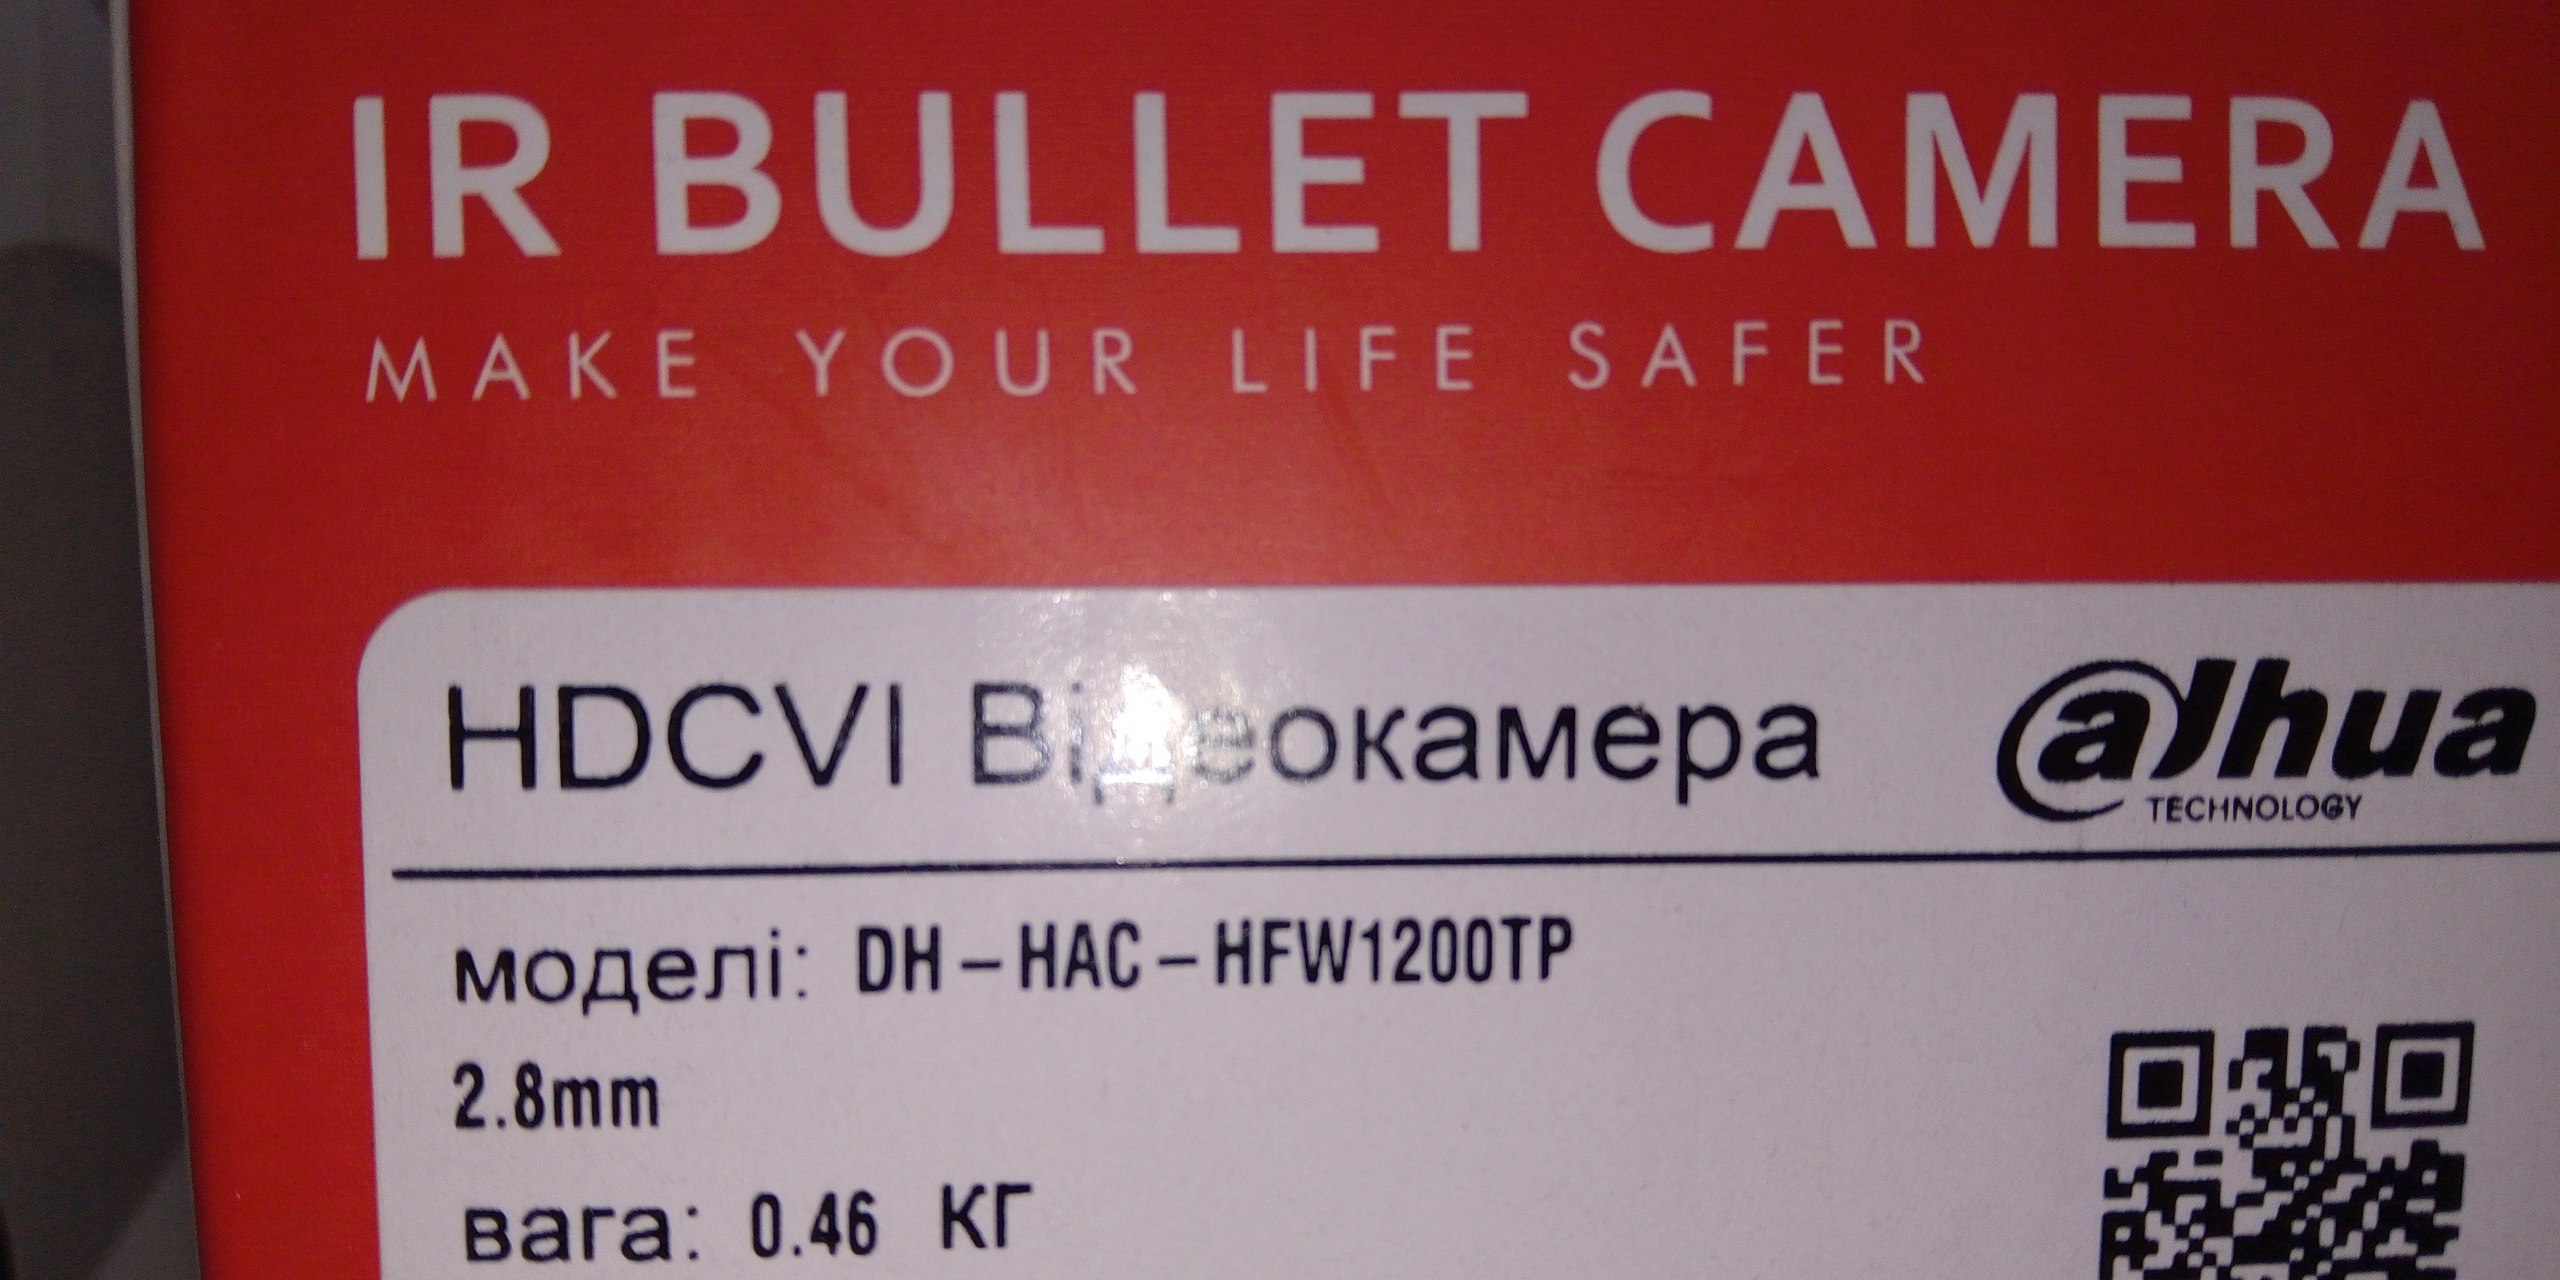 IR BULLET CAMERA
MAKE YOUR LIFE SAFER
HDCVI Відеокамера
alhua
TECHNOLOGY
моделі: DH-HAC-HFW1200TP
2.8mm
вага: 0.46 КГ